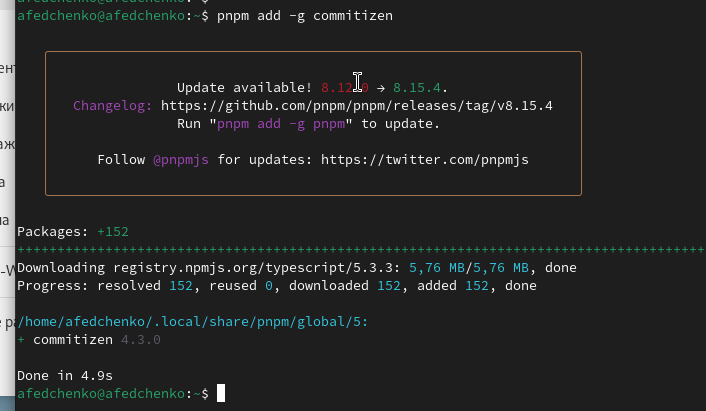 afedchenko@afedchenko:~$ pnpm add -g commitizen
Update available! → 8.15.4.
Changelog: https://github.com/pnpm/pnpm/releases/tag/v8.15.4
Run "pnpm add -g pnpm" to update.
Follow @pnpmjs for updates: https://twitter.com/pnpmjs
Packages: +152
++++++++++++++++++++++++++++++++++++++++++++++++++++++++++++++++++++++++++++++++++++++
Downloading registry.npmjs.org/typescript/5.3.3: 5,76 MB/5,76 MB, done
Progress: resolved 152, reused 0, downloaded 152, added 152, done
/home/afedchenko/.local/share/pnpm/global/5:
+ commitizen 4.3.0
Done in 4.9s
afedchenko@afedchenko:~$